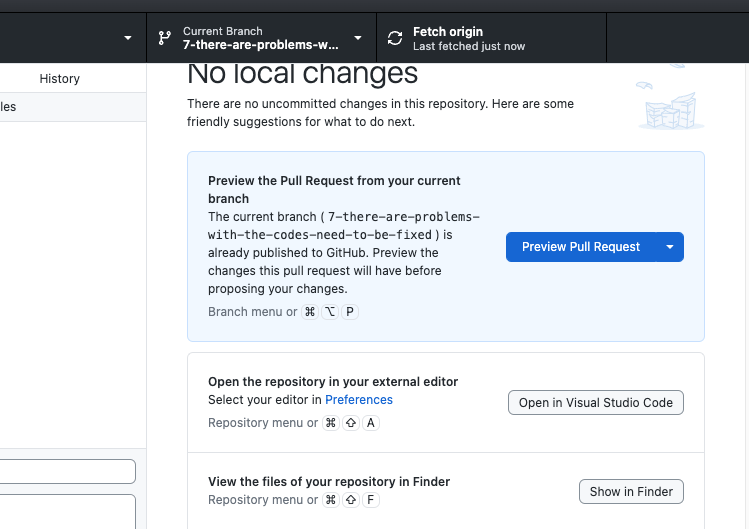 Current Branch
7-there-are-problems-w...
Fetch origin
Last fetched just now
History
les
No local changes
There are no uncommitted changes in this repository. Here are some
friendly suggestions for what to do next.
Preview the Pull Request from your current
branch
The current branch ( 7-there-are-problems-
with-the-codes-need-to-be-fixed ) is
already published to GitHub. Preview the
changes this pull request will have before
proposing your changes.
Branch menu or ⌘ ⌥ P
Preview Pull Request
Open the repository in your external editor
Select your editor in Preferences
Repository menu or ⌘ ⇧ A
Open in Visual Studio Code
View the files of your repository in Finder
Repository menu or ⌘ ⇧ F
Show in Finder